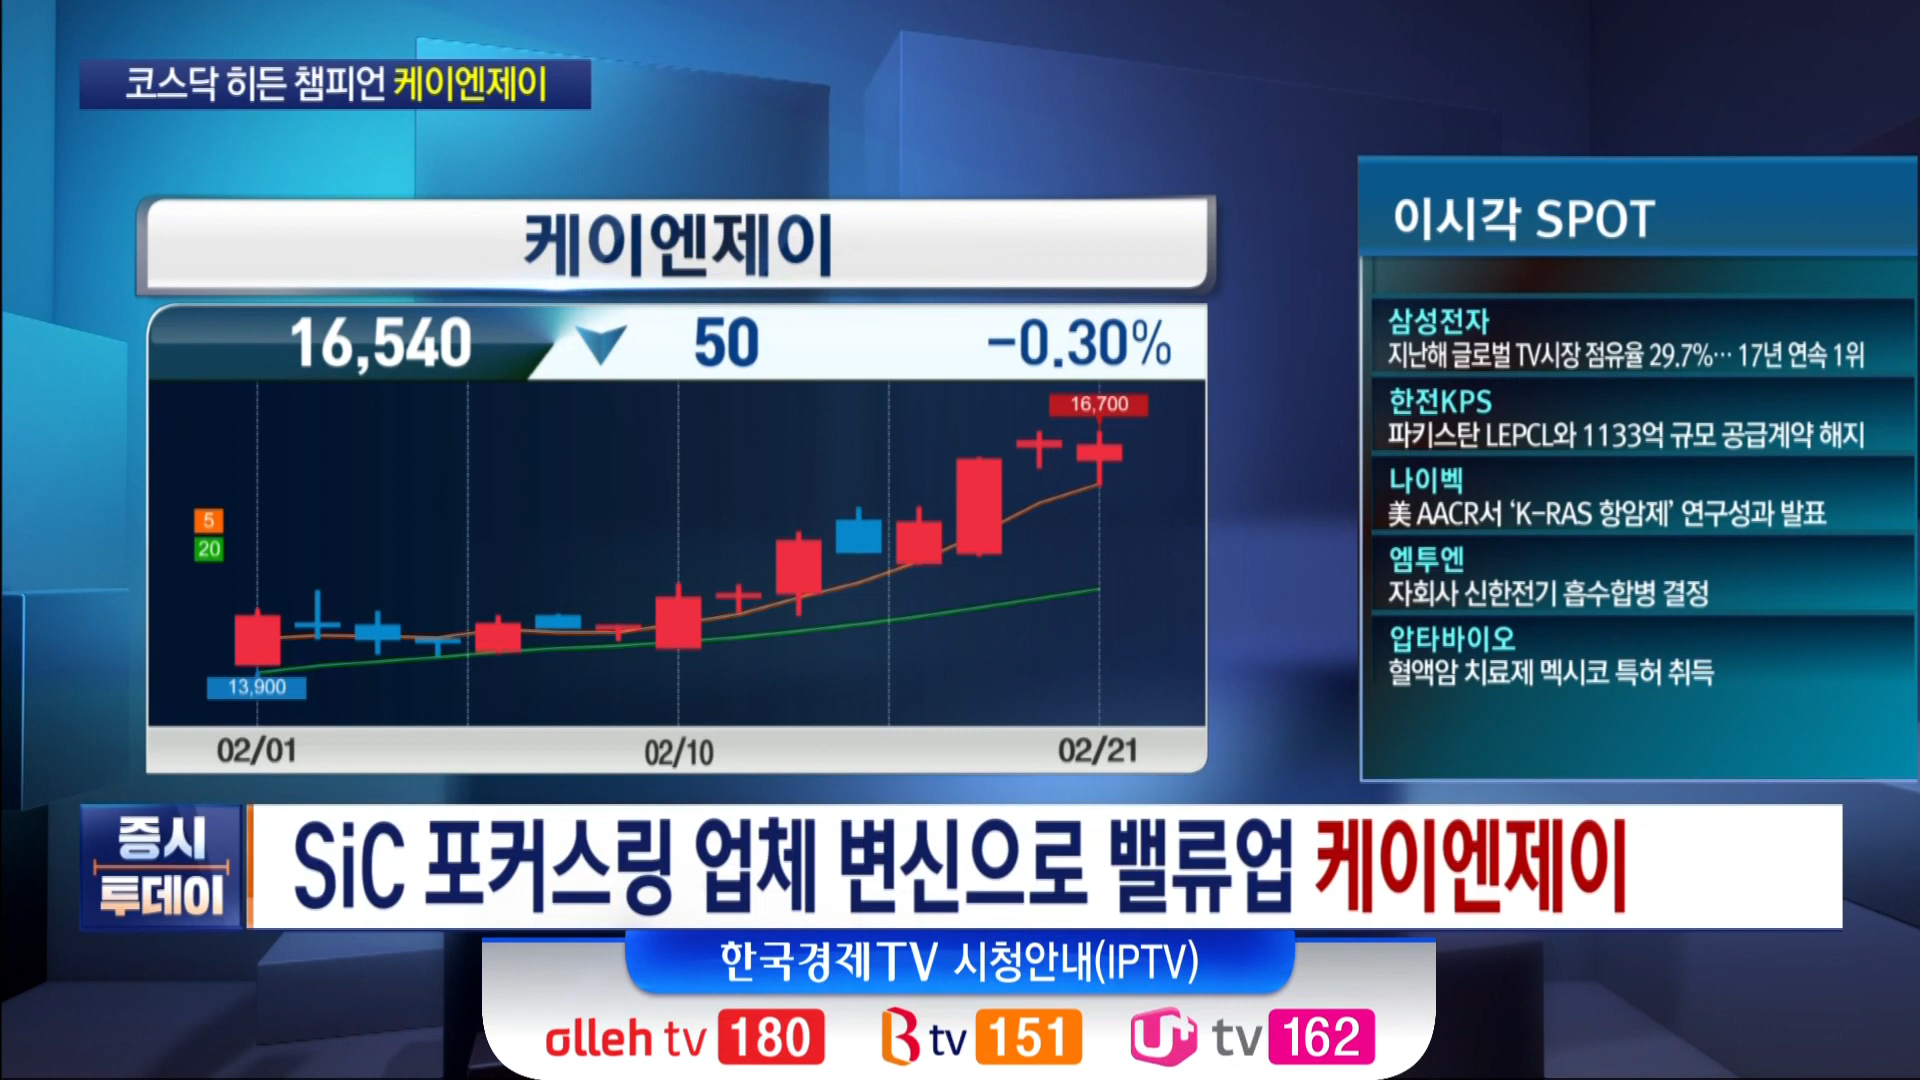 코스닥 히든 챔피언 케이엔제이
케이엔제이
16,540 50 -0.30%
16,700
5
20
13,900
02/01 02/10 02/21
이시각 SPOT
삼성전자
지난해 글로벌 TV시장 점유율 29.7%… 17년 연속 1위
한전KPS
파키스탄 LEPCL와 1133억 규모 공급계약 해지
나이벡
美 AACR서 ‘K-RAS 항암제’ 연구성과 발표
엠투엔
자회사 신한전기 흡수합병 결정
압타바이오
혈액암 치료제 멕시코 특허 취득
증시
투데이
SiC 포커스링 업체 변신으로 밸류업 케이엔제이
한국경제TV 시청안내(IPTV)
olleh tv 180 B tv 151 U+ tv 162